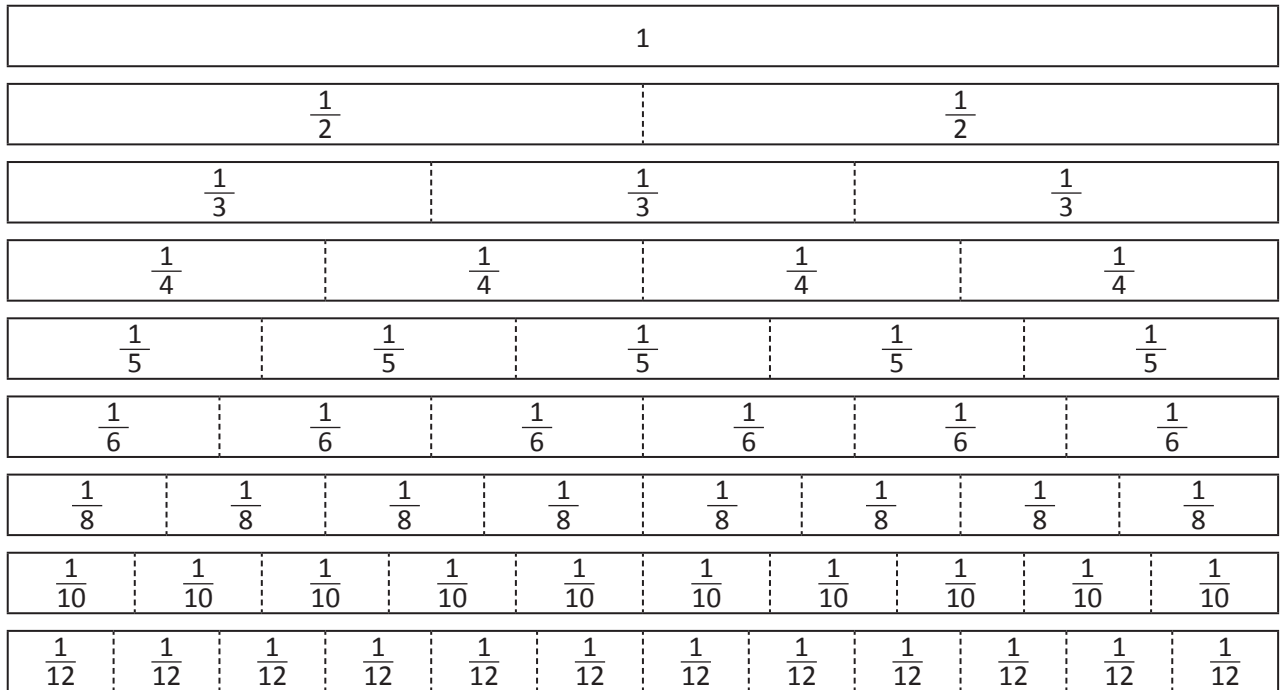 1
1/2 1/2
1/3 1/3 1/3
1/4 1/4 1/4 1/4
1/5 1/5 1/5 1/5 1/5
1/6 1/6 1/6 1/6 1/6 1/6
1/8 1/8 1/8 1/8 1/8 1/8 1/8 1/8
1/10 1/10 1/10 1/10 1/10 1/10 1/10 1/10 1/10 1/10
1/12 1/12 1/12 1/12 1/12 1/12 1/12 1/12 1/12 1/12 1/12 1/12